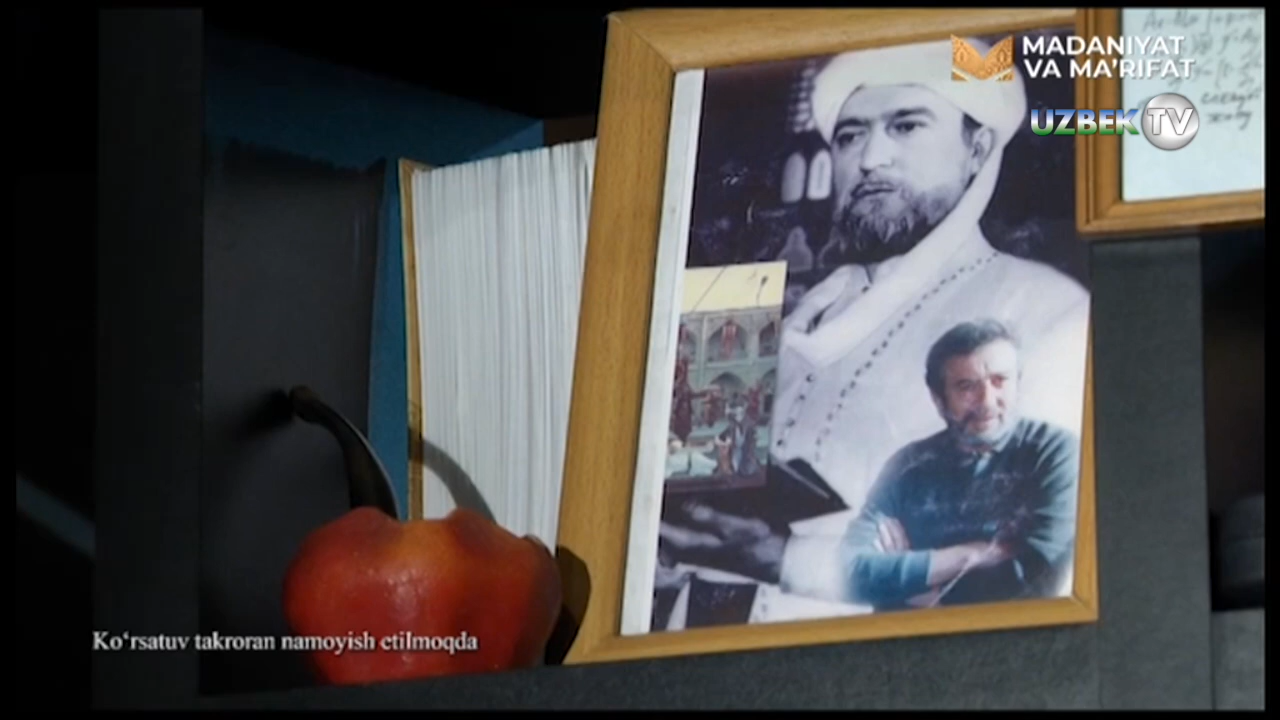 MADANIYAT
VA MA'RIFAT
UZBEK TV
Ko‘rsatuv takroran namoyish etilmoqda